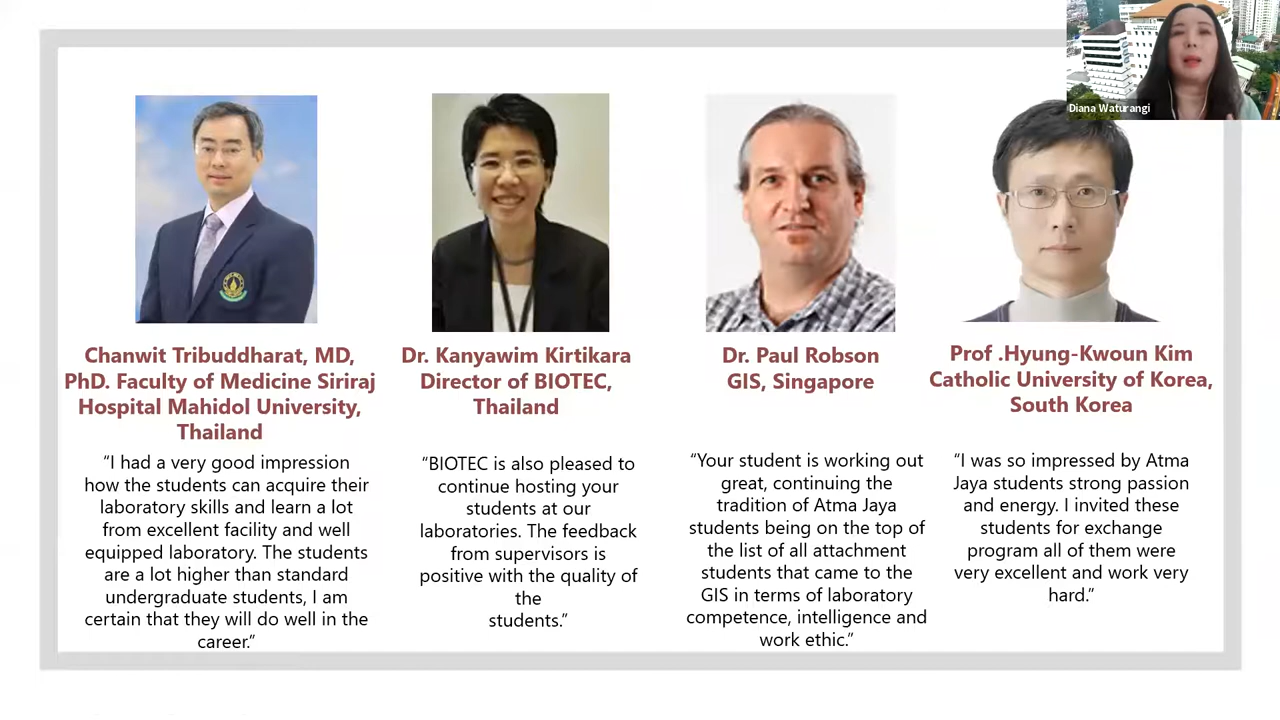 Diana Waturangi
Chanwit Tribuddharat, MD,
PhD. Faculty of Medicine Siriraj
Hospital Mahidol University,
Thailand
“I had a very good impression
how the students can acquire their
laboratory skills and learn a lot
from excellent facility and well
equipped laboratory. The students
are a lot higher than standard
undergraduate students, I am
certain that they will do well in the
career.”
Dr. Kanyawim Kirtikara
Director of BIOTEC,
Thailand
“BIOTEC is also pleased to
continue hosting your
students at our
laboratories. The feedback
from supervisors is
positive with the quality of
the
students.”
Dr. Paul Robson
GIS, Singapore
“Your student is working out
great, continuing the
tradition of Atma Jaya
students being on the top of
the list of all attachment
students that came to the
GIS in terms of laboratory
competence, intelligence and
work ethic.”
Prof .Hyung-Kwoun Kim
Catholic University of Korea,
South Korea
“I was so impressed by Atma
Jaya students strong passion
and energy. I invited these
students for exchange
program all of them were
very excellent and work very
hard.”